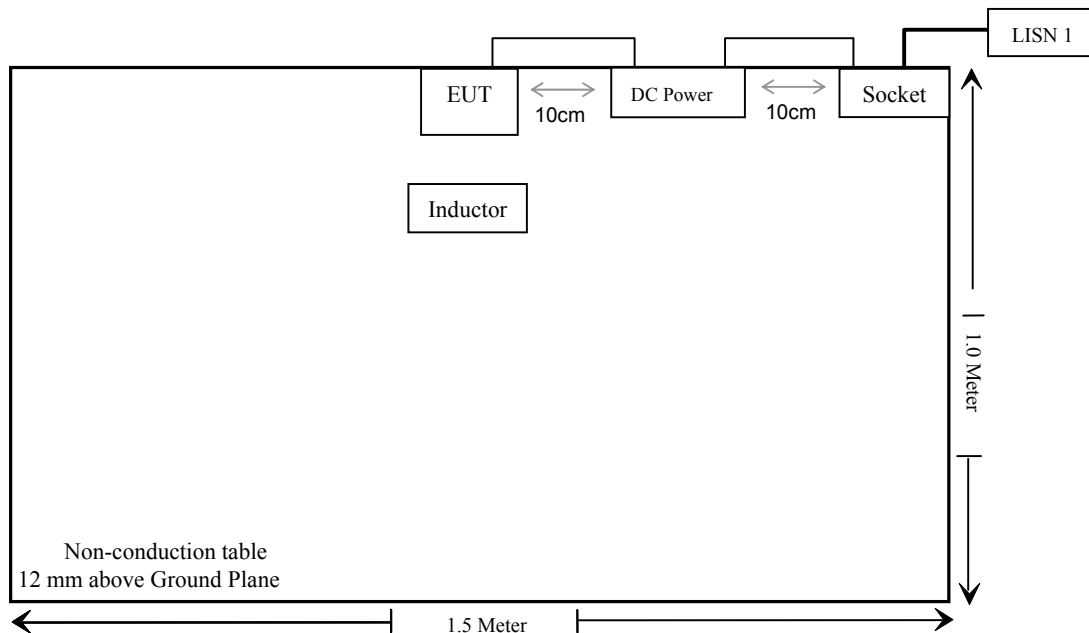 LISN 1
EUT
DC Power
Socket
10cm
10cm
Inductor
1.0 Meter
Non-conduction table
12 mm above Ground Plane
1.5 Meter